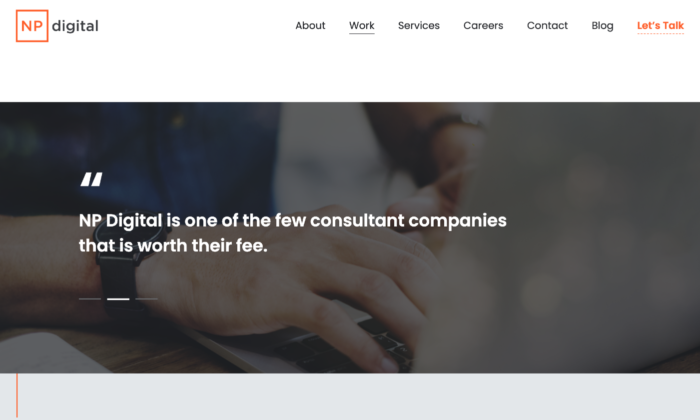 NP digital
About Work Services Careers Contact Blog Let's Talk
“
NP Digital is one of the few consultant companies
that is worth their fee.